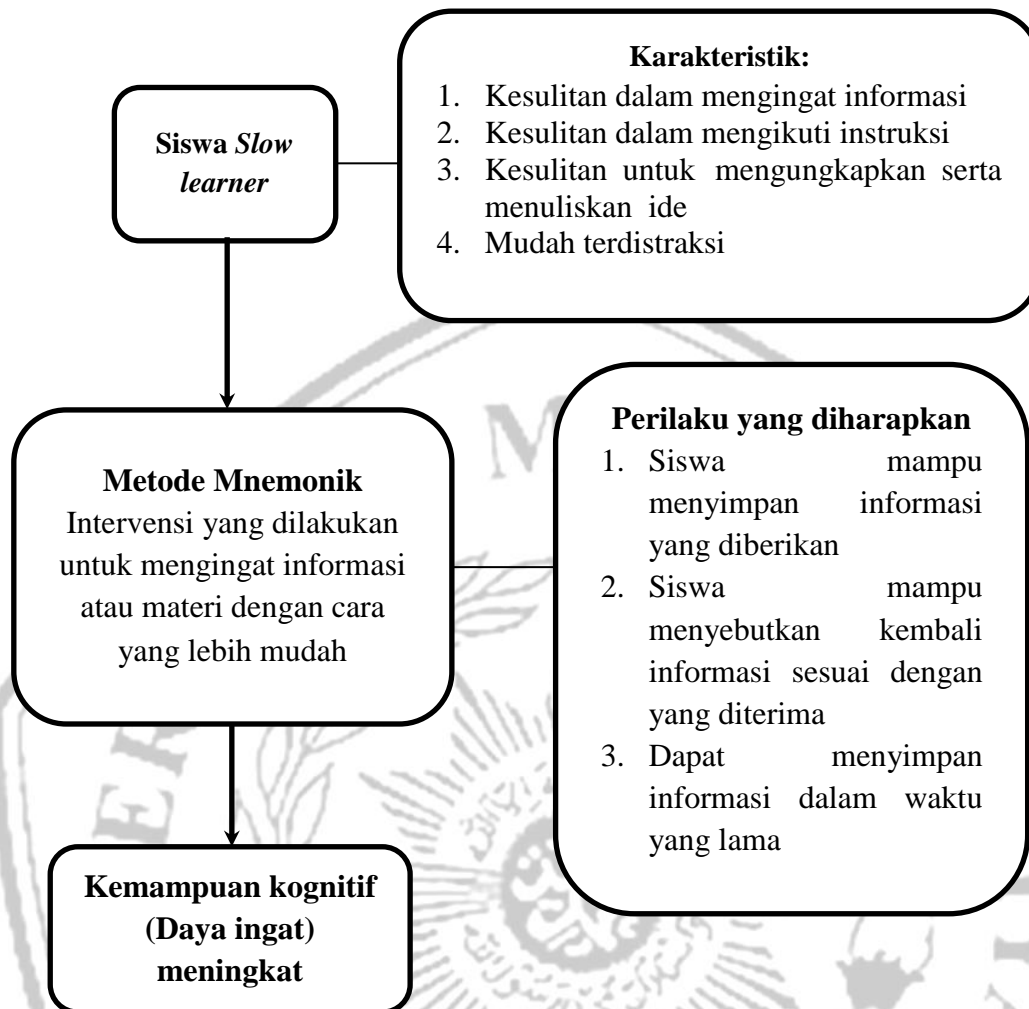 Siswa Slow
learner
Karakteristik:
1. Kesulitan dalam mengingat informasi
2. Kesulitan dalam mengikuti instruksi
3. Kesulitan untuk mengungkapkan serta
menuliskan ide
4. Mudah terdistraksi
Metode Mnemonik
Intervensi yang dilakukan
untuk mengingat informasi
atau materi dengan cara
yang lebih mudah
Perilaku yang diharapkan
1. Siswa mampu
menyimpan informasi
yang diberikan
2. Siswa mampu
menyebutkan kembali
informasi sesuai dengan
yang diterima
3. Dapat menyimpan
informasi dalam waktu
yang lama
Kemampuan kognitif
(Daya ingat)
meningkat